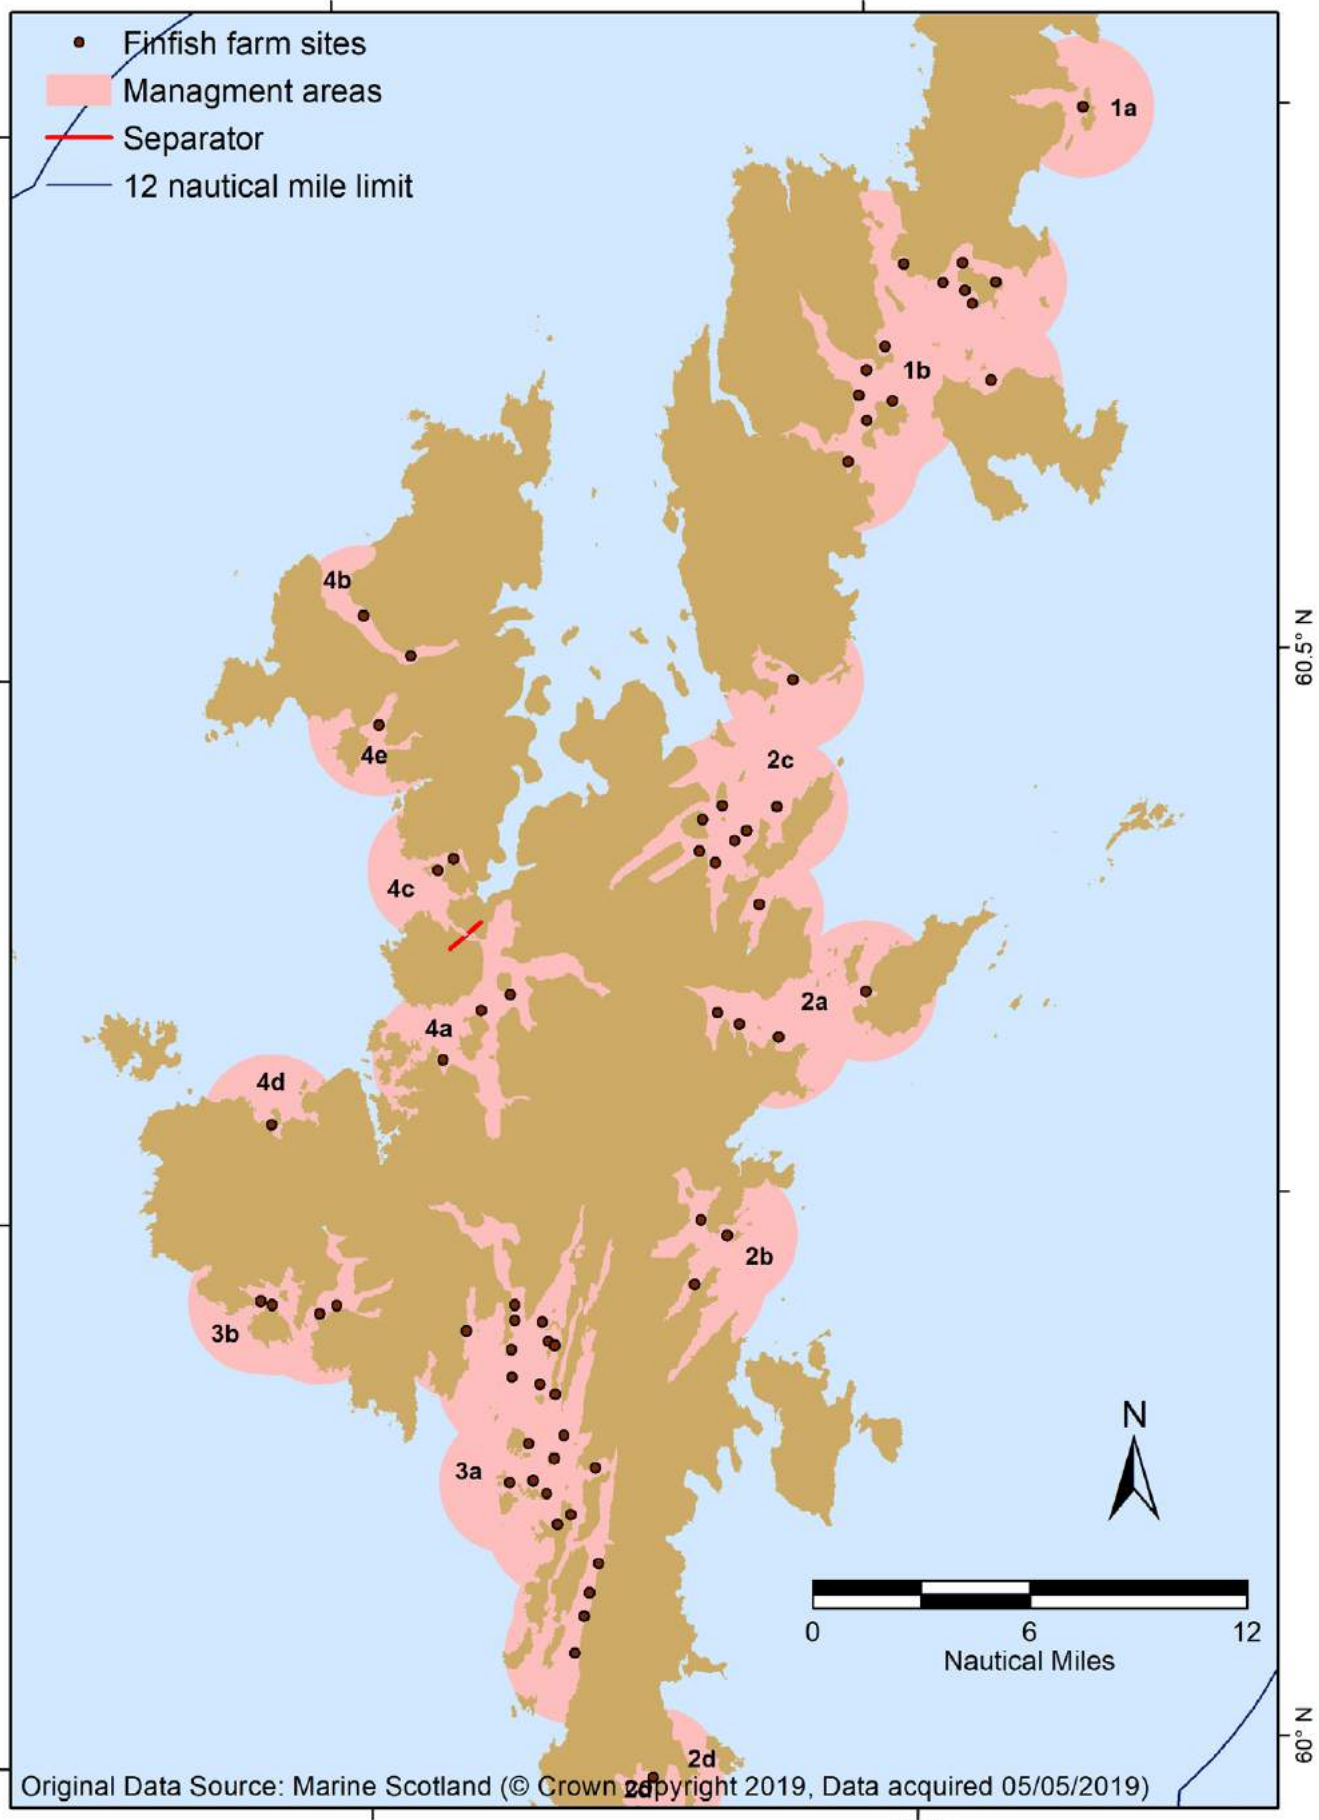 Finfish farm sites
Managment areas
Separator
12 nautical mile limit
1a
1b
4b
60.5° N
4e
2c
4c
2a
4a
4d
2b
3b
N
3a
0 6 12
Nautical Miles
60° N
2d
2d
Original Data Source: Marine Scotland (© Crown copyright 2019, Data acquired 05/05/2019)